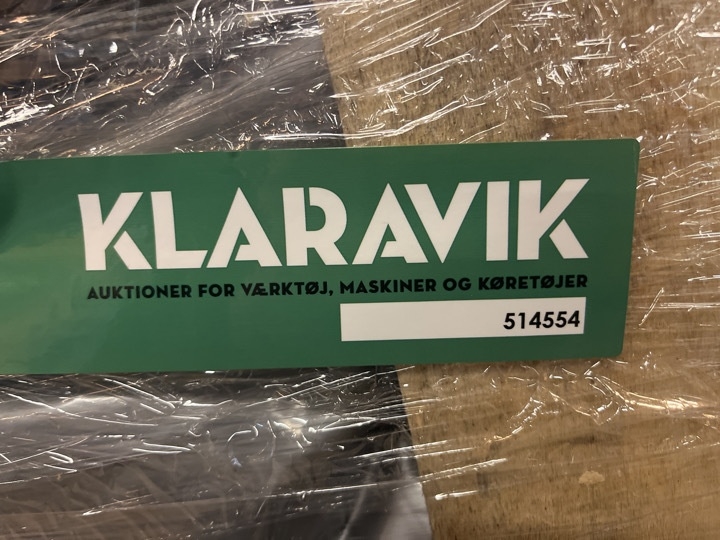 KLARAVIK
AUKTIONER FOR VÆRKTØJ, MASKINER OG KØRETØJER
514554